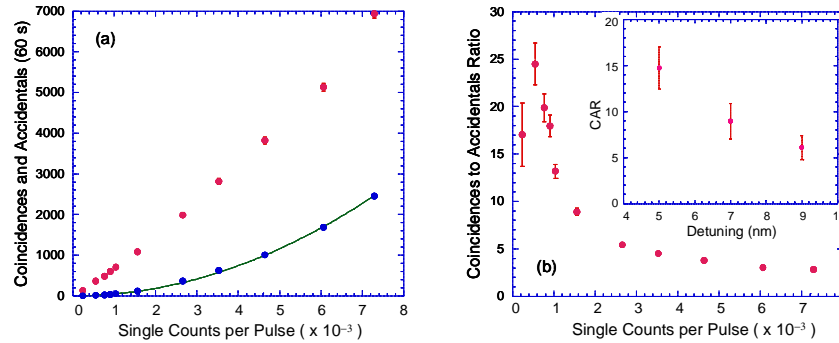 (a)
Coincidences and Accidentals (60 s)
7000
6000
5000
4000
3000
2000
1000
0
0 1 2 3 4 5 6 7 8
Single Counts per Pulse ( x 10⁻³)
(b)
Coincidences to Accidentals Ratio
30
25
20
15
10
5
0
0 1 2 3 4 5 6 7
Single Counts per Pulse ( x 10⁻³)
CAR
20
15
10
5
0
4 5 6 7 8 9 1
Detuning (nm)